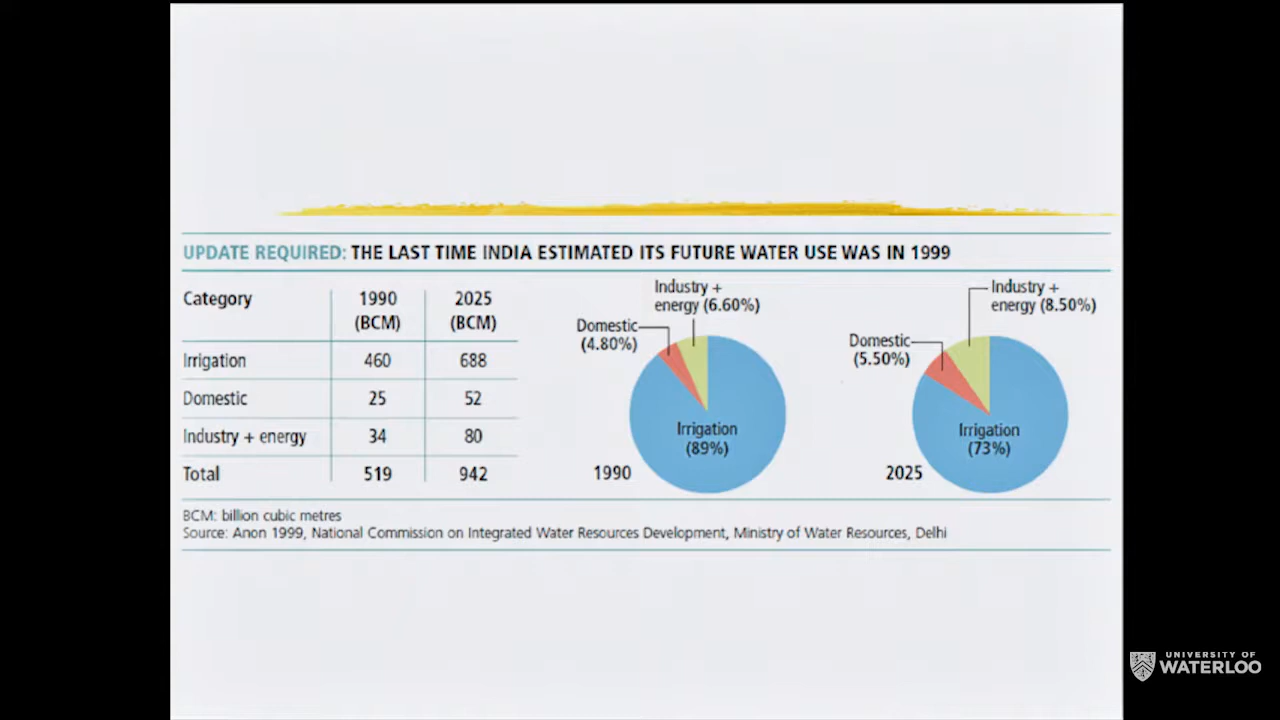 UPDATE REQUIRED: THE LAST TIME INDIA ESTIMATED ITS FUTURE WATER USE WAS IN 1999
Category 1990 (BCM) 2025 (BCM)
Irrigation 460 688
Domestic 25 52
Industry + energy 34 80
Total 519 942
Industry +
energy (6.60%)
Domestic
(4.80%)
Irrigation
(89%)
1990
Industry +
energy (8.50%)
Domestic
(5.50%)
Irrigation
(73%)
2025
BCM: billion cubic metres
Source: Anon 1999, National Commission on Integrated Water Resources Development, Ministry of Water Resources, Delhi
UNIVERSITY OF
WATERLOO